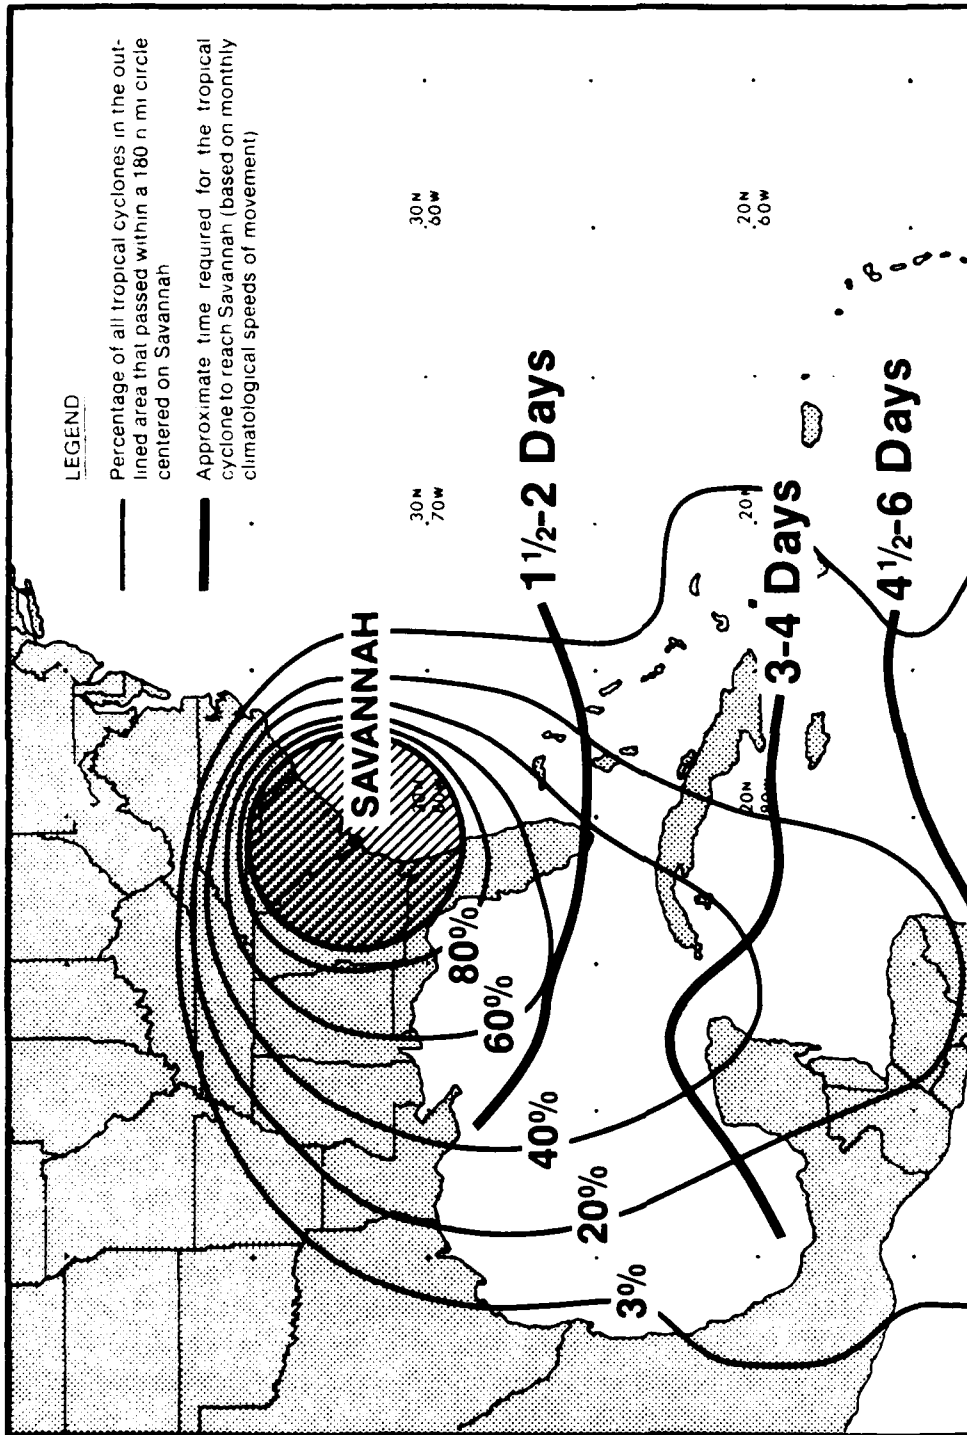 LEGEND
Percentage of all tropical cyclones in the out-
lined area that passed within a 180 n mi circle
centered on Savannah
Approximate time required for the tropical
cyclone to reach Savannah (based on monthly
climatological speeds of movement)
SAVANNAH
30N
70W
30N
60W
80%
60%
1½-2 Days
40%
20%
3%
20N
20N
20N
60W
3-4 Days
4½-6 Days